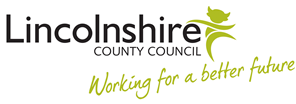 Lincolnshire
COUNTY COUNCIL
Working for a better future